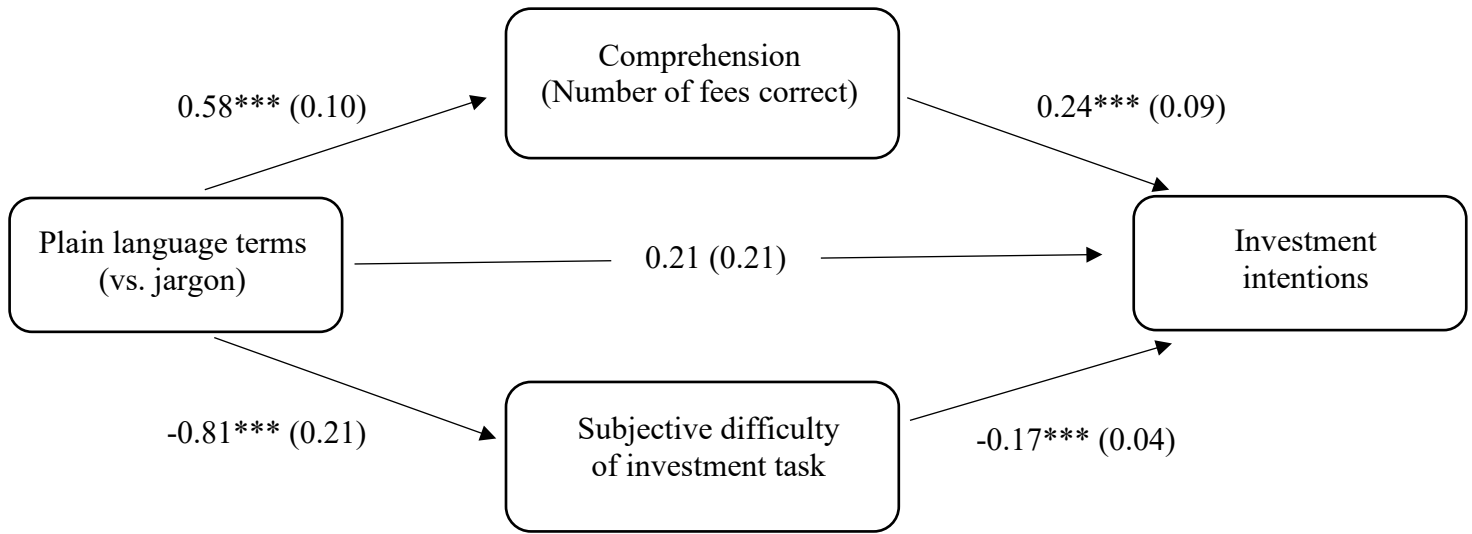 Comprehension
(Number of fees correct)
0.58*** (0.10)
0.24*** (0.09)
Plain language terms
(vs. jargon)
0.21 (0.21)
Investment
intentions
-0.81*** (0.21)
Subjective difficulty
of investment task
-0.17*** (0.04)